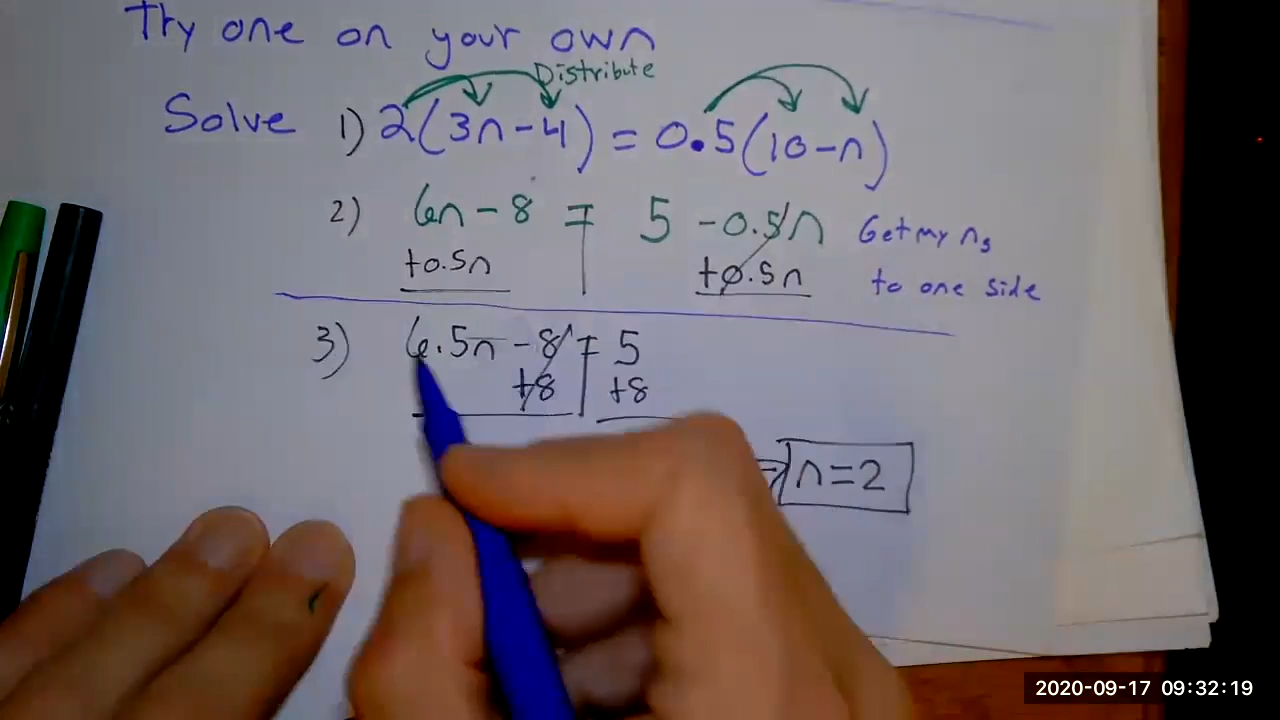 Try one on your own
Distribute
Solve 1) 2(3n-4) = 0.5(10-n)
2) 6n-8 = 5 -0.5n Get my ns
+0.5n +0.5n to one side
3) 6.5n -8 = 5
+8 +8
n=2
2020-09-17 09:32:19